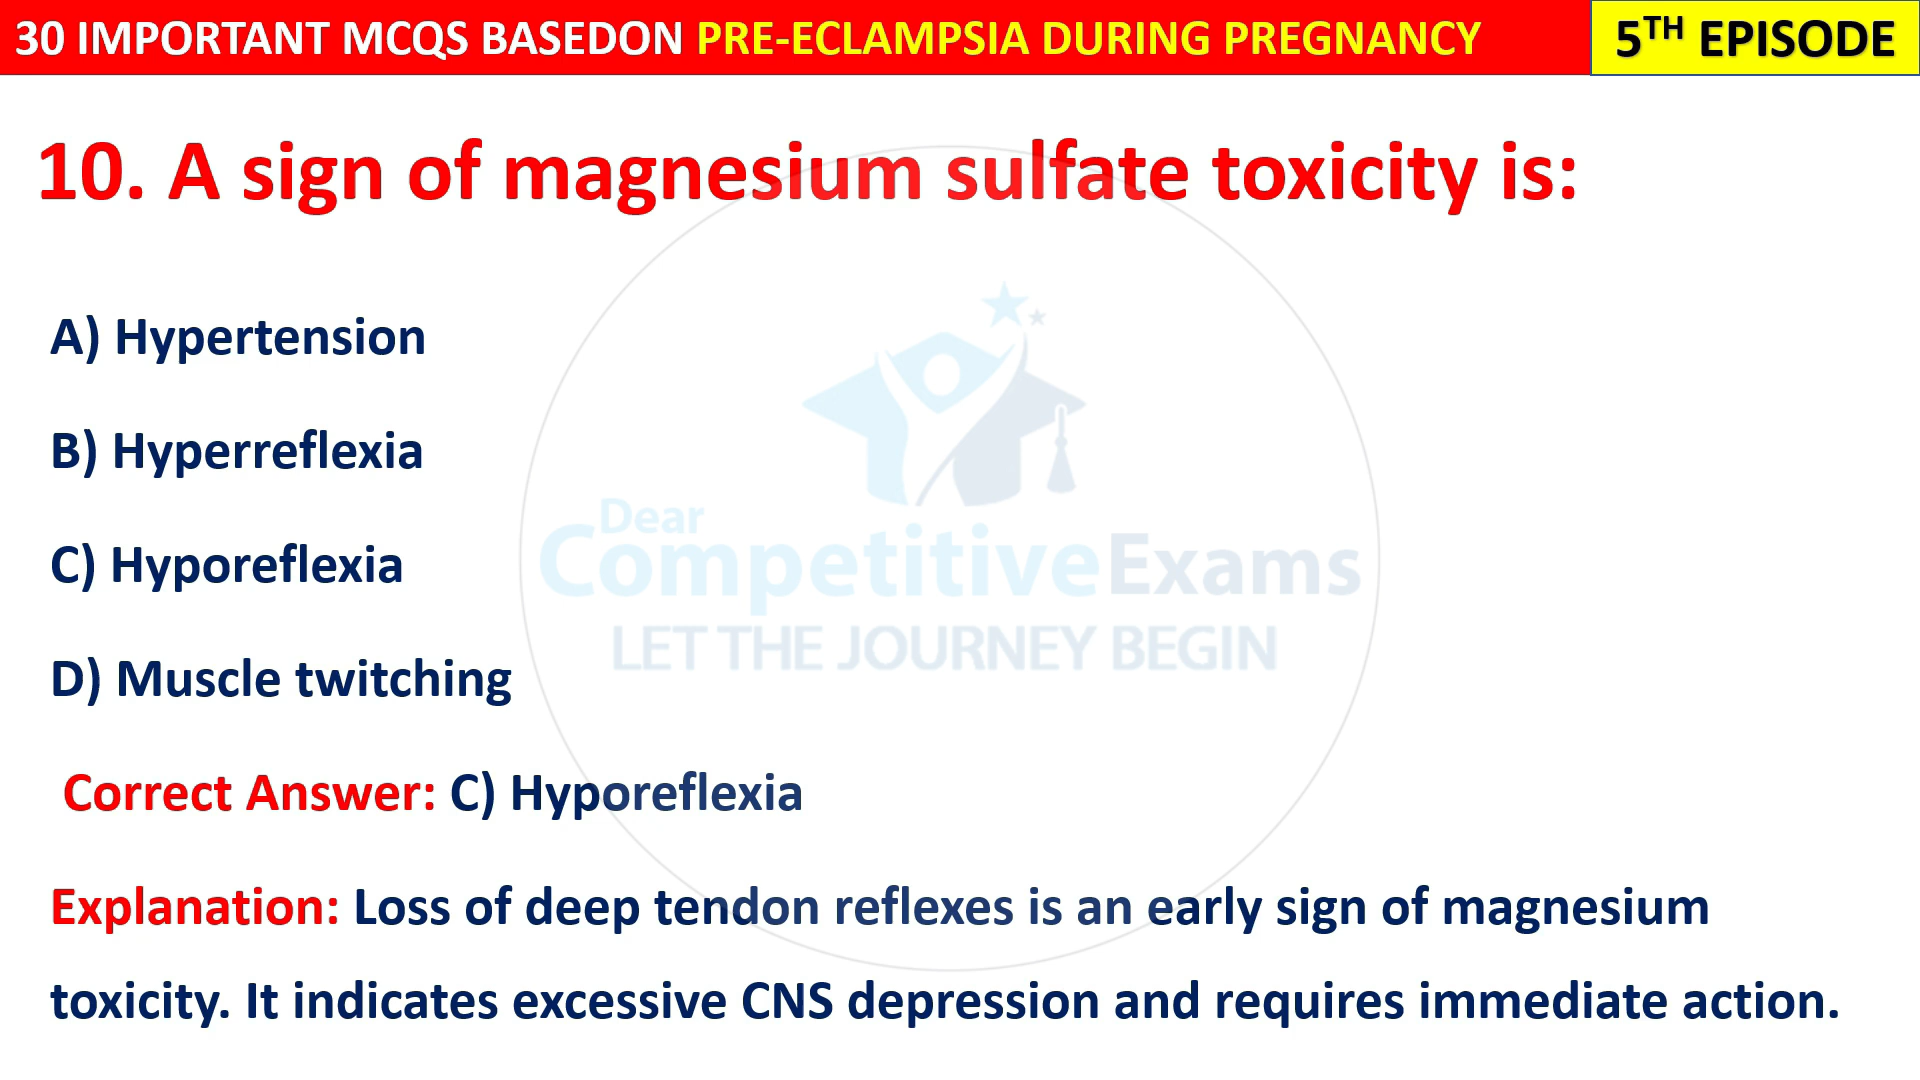 30 IMPORTANT MCQS BASEDON PRE-ECLAMPSIA DURING PREGNANCY
5TH EPISODE
10. A sign of magnesium sulfate toxicity is:
A) Hypertension
B) Hyperreflexia
C) Hyporeflexia
D) Muscle twitching
Dear
CompetitiveExams
LET THE JOURNEY BEGIN
Correct Answer: C) Hyporeflexia
Explanation: Loss of deep tendon reflexes is an early sign of magnesium
toxicity. It indicates excessive CNS depression and requires immediate action.